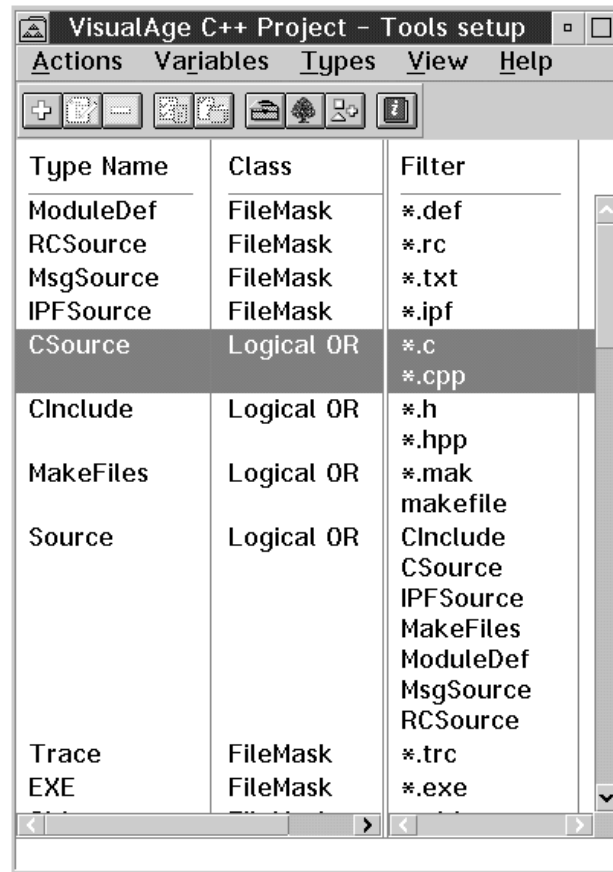 VisualAge C++ Project - Tools setup
Actions Variables Types View Help
Type Name Class Filter
ModuleDef FileMask *.def
RCSource FileMask *.rc
MsgSource FileMask *.txt
IPFSource FileMask *.ipf
CSource Logical OR *.c
*.cpp
CInclude Logical OR *.h
*.hpp
MakeFiles Logical OR *.mak
makefile
Source Logical OR CInclude
CSource
IPFSource
MakeFiles
ModuleDef
MsgSource
RCSource
Trace FileMask *.trc
EXE FileMask *.exe